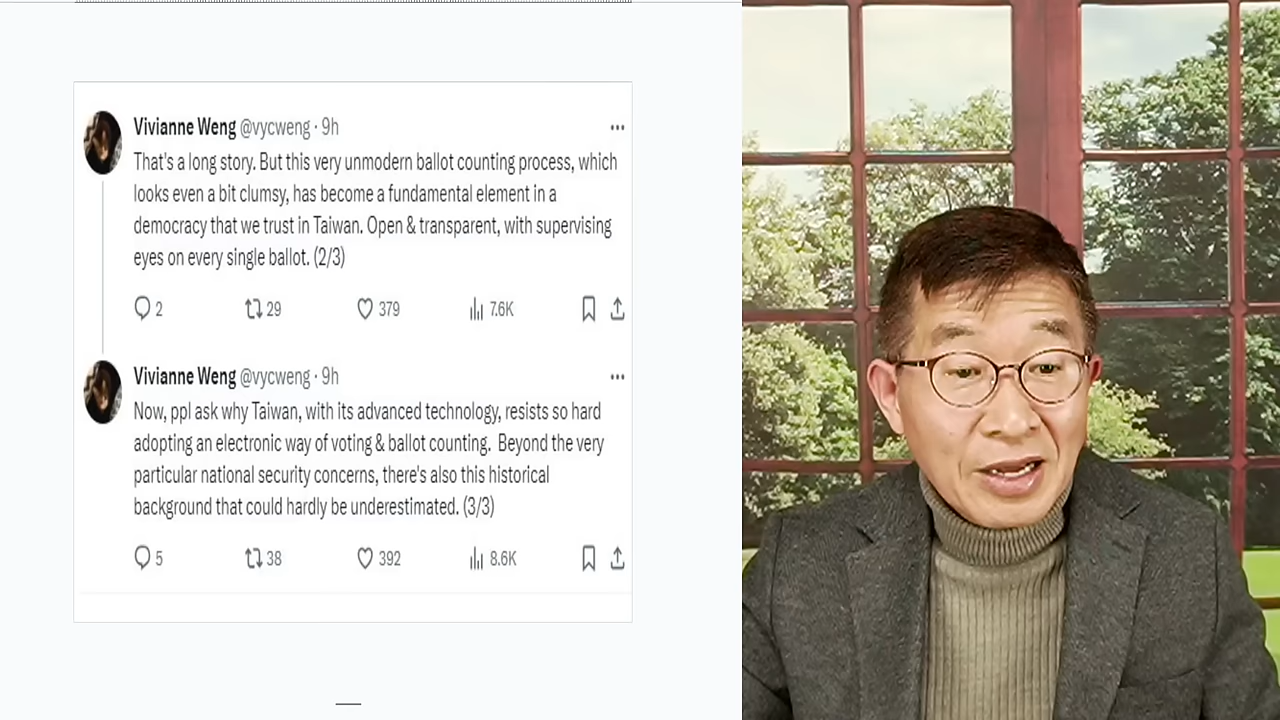 Vivianne Weng @vycweng · 9h
That's a long story. But this very unmodern ballot counting process, which
looks even a bit clumsy, has become a fundamental element in a
democracy that we trust in Taiwan. Open & transparent, with supervising
eyes on every single ballot. (2/3)
2 29 379 7.6K
Vivianne Weng @vycweng · 9h
Now, ppl ask why Taiwan, with its advanced technology, resists so hard
adopting an electronic way of voting & ballot counting. Beyond the very
particular national security concerns, there's also this historical
background that could hardly be underestimated. (3/3)
5 38 392 8.6K